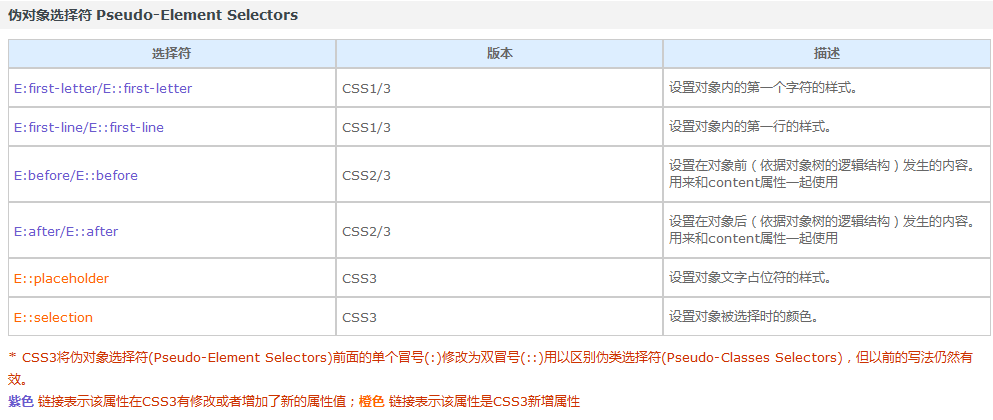 伪对象选择符 Pseudo-Element Selectors
选择符 版本 描述
E:first-letter/E::first-letter CSS1/3 设置对象内的第一个字符的样式。
E:first-line/E::first-line CSS1/3 设置对象内的第一行的样式。
E:before/E::before CSS2/3 设置在对象前（依据对象树的逻辑结构）发生的内容。
用来和content属性一起使用
E:after/E::after CSS2/3 设置在对象后（依据对象树的逻辑结构）发生的内容。
用来和content属性一起使用
E::placeholder CSS3 设置对象文字占位符的样式。
E::selection CSS3 设置对象被选择时的颜色。
* CSS3将伪对象选择符(Pseudo-Element Selectors)前面的单个冒号(:)修改为双冒号(::)用以区别伪类选择符(Pseudo-Classes Selectors)，但以前的写法仍然有
效。
紫色 链接表示该属性在CSS3有修改或者增加了新的属性值；橙色 链接表示该属性是CSS3新增属性